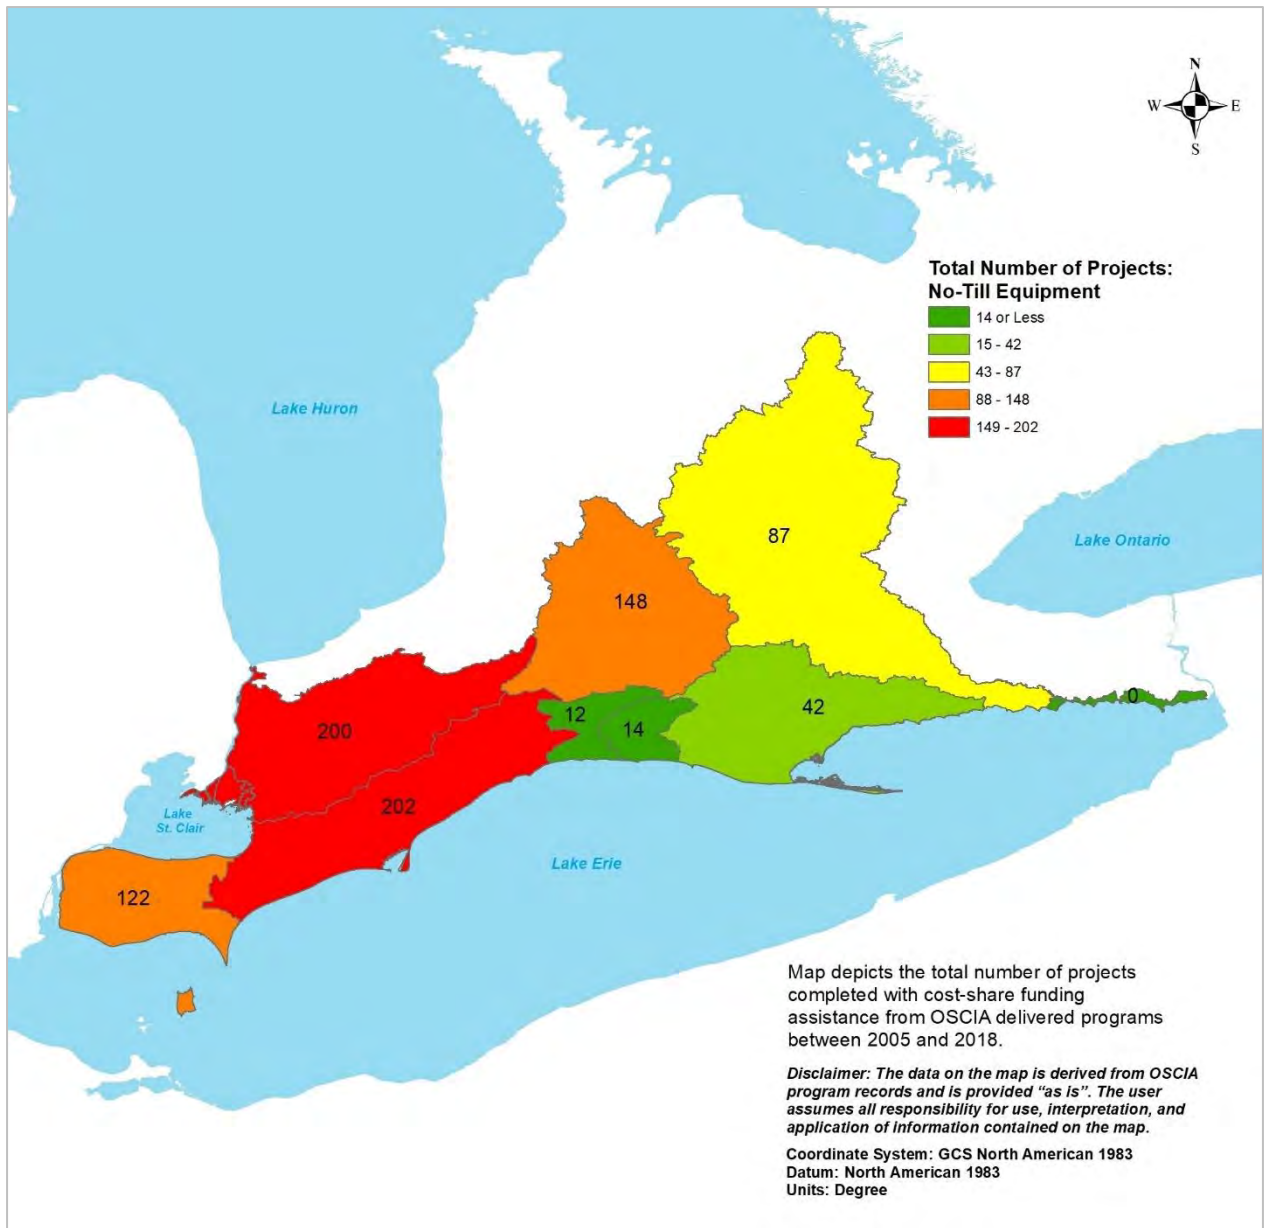 N
W E
S
Total Number of Projects:
No-Till Equipment
14 or Less
15 - 42
43 - 87
88 - 148
149 - 202
Lake Huron
Lake Ontario
87
148
0
12
14
42
200
202
Lake
St. Clair
Lake Erie
122
Map depicts the total number of projects
completed with cost-share funding
assistance from OSCIA delivered programs
between 2005 and 2018.
Disclaimer: The data on the map is derived from OSCIA
program records and is provided “as is”. The user
assumes all responsibility for use, interpretation, and
application of information contained on the map.
Coordinate System: GCS North American 1983
Datum: North American 1983
Units: Degree